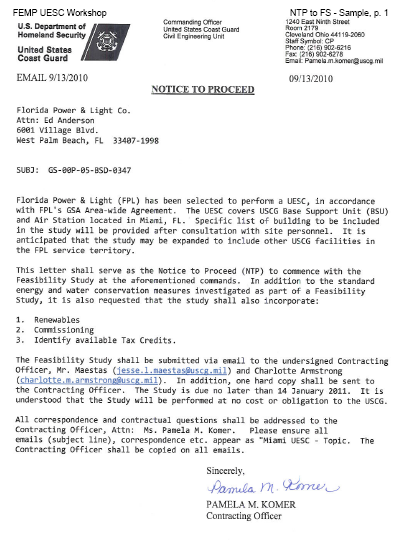 FEMP UESC Workshop
NTP to FS - Sample, p. 1
U.S. Department of
Homeland Security
United States
Coast Guard
Commanding Officer
United States Coast Guard
Civil Engineering Unit
1240 East Ninth Street
Room 2179
Cleveland Ohio 44119-2060
Staff Symbol: CP
Phone: (216) 902-6216
Fax: (216) 902-6278
Email: Pamela.m.komer@uscg.mil
EMAIL 9/13/2010
09/13/2010
NOTICE TO PROCEED
Florida Power & Light Co.
Attn: Ed Anderson
6001 Village Blvd.
West Palm Beach, FL 33407-1998
SUBJ: GS-00P-05-BSD-0347
Florida Power & Light (FPL) has been selected to perform a UESC, in accordance
with FPL's GSA Area-wide Agreement. The UESC covers USCG Base Support Unit (BSU)
and Air Station located in Miami, FL. Specific list of building to be included
in the study will be provided after consultation with site personnel. It is
anticipated that the study may be expanded to include other USCG facilities in
the FPL service territory.
This letter shall serve as the Notice to Proceed (NTP) to commence with the
Feasibility Study at the aforementioned commands. In addition to the standard
energy and water conservation measures investigated as part of a Feasibility
Study, it is also requested that the study shall also incorporate:
1. Renewables
2. Commissioning
3. Identify available Tax Credits.
The Feasibility Study shall be submitted via email to the undersigned Contracting
Officer, Mr. Maestas (jesse.l.maestas@uscg.mil) and Charlotte Armstrong
(charlotte.m.armstrong@uscg.mil). In addition, one hard copy shall be sent to
the Contracting Officer. The Study is due no later than 14 January 2011. It is
understood that the Study will be performed at no cost or obligation to the USCG.
All correspondence and contractual questions shall be addressed to the
Contracting Officer, Attn: Ms. Pamela M. Komer. Please ensure all
emails (subject line), correspondence etc. appear as "Miami UESC - Topic. The
Contracting Officer shall be copied on all emails.
Sincerely,
Pamela M. Komer
PAMELA M. KOMER
Contracting Officer